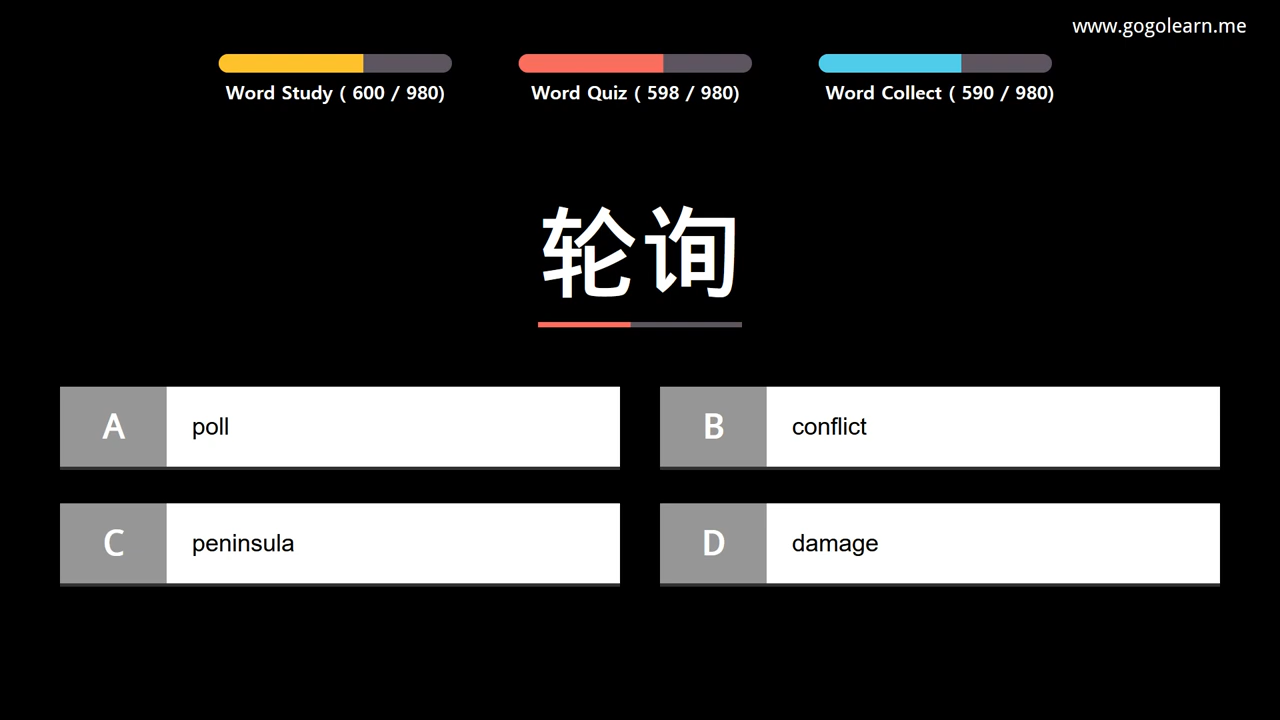 www.gogolearn.me
Word Study ( 600 / 980)
Word Quiz ( 598 / 980)
Word Collect ( 590 / 980)
轮询
A poll
B conflict
C peninsula
D damage